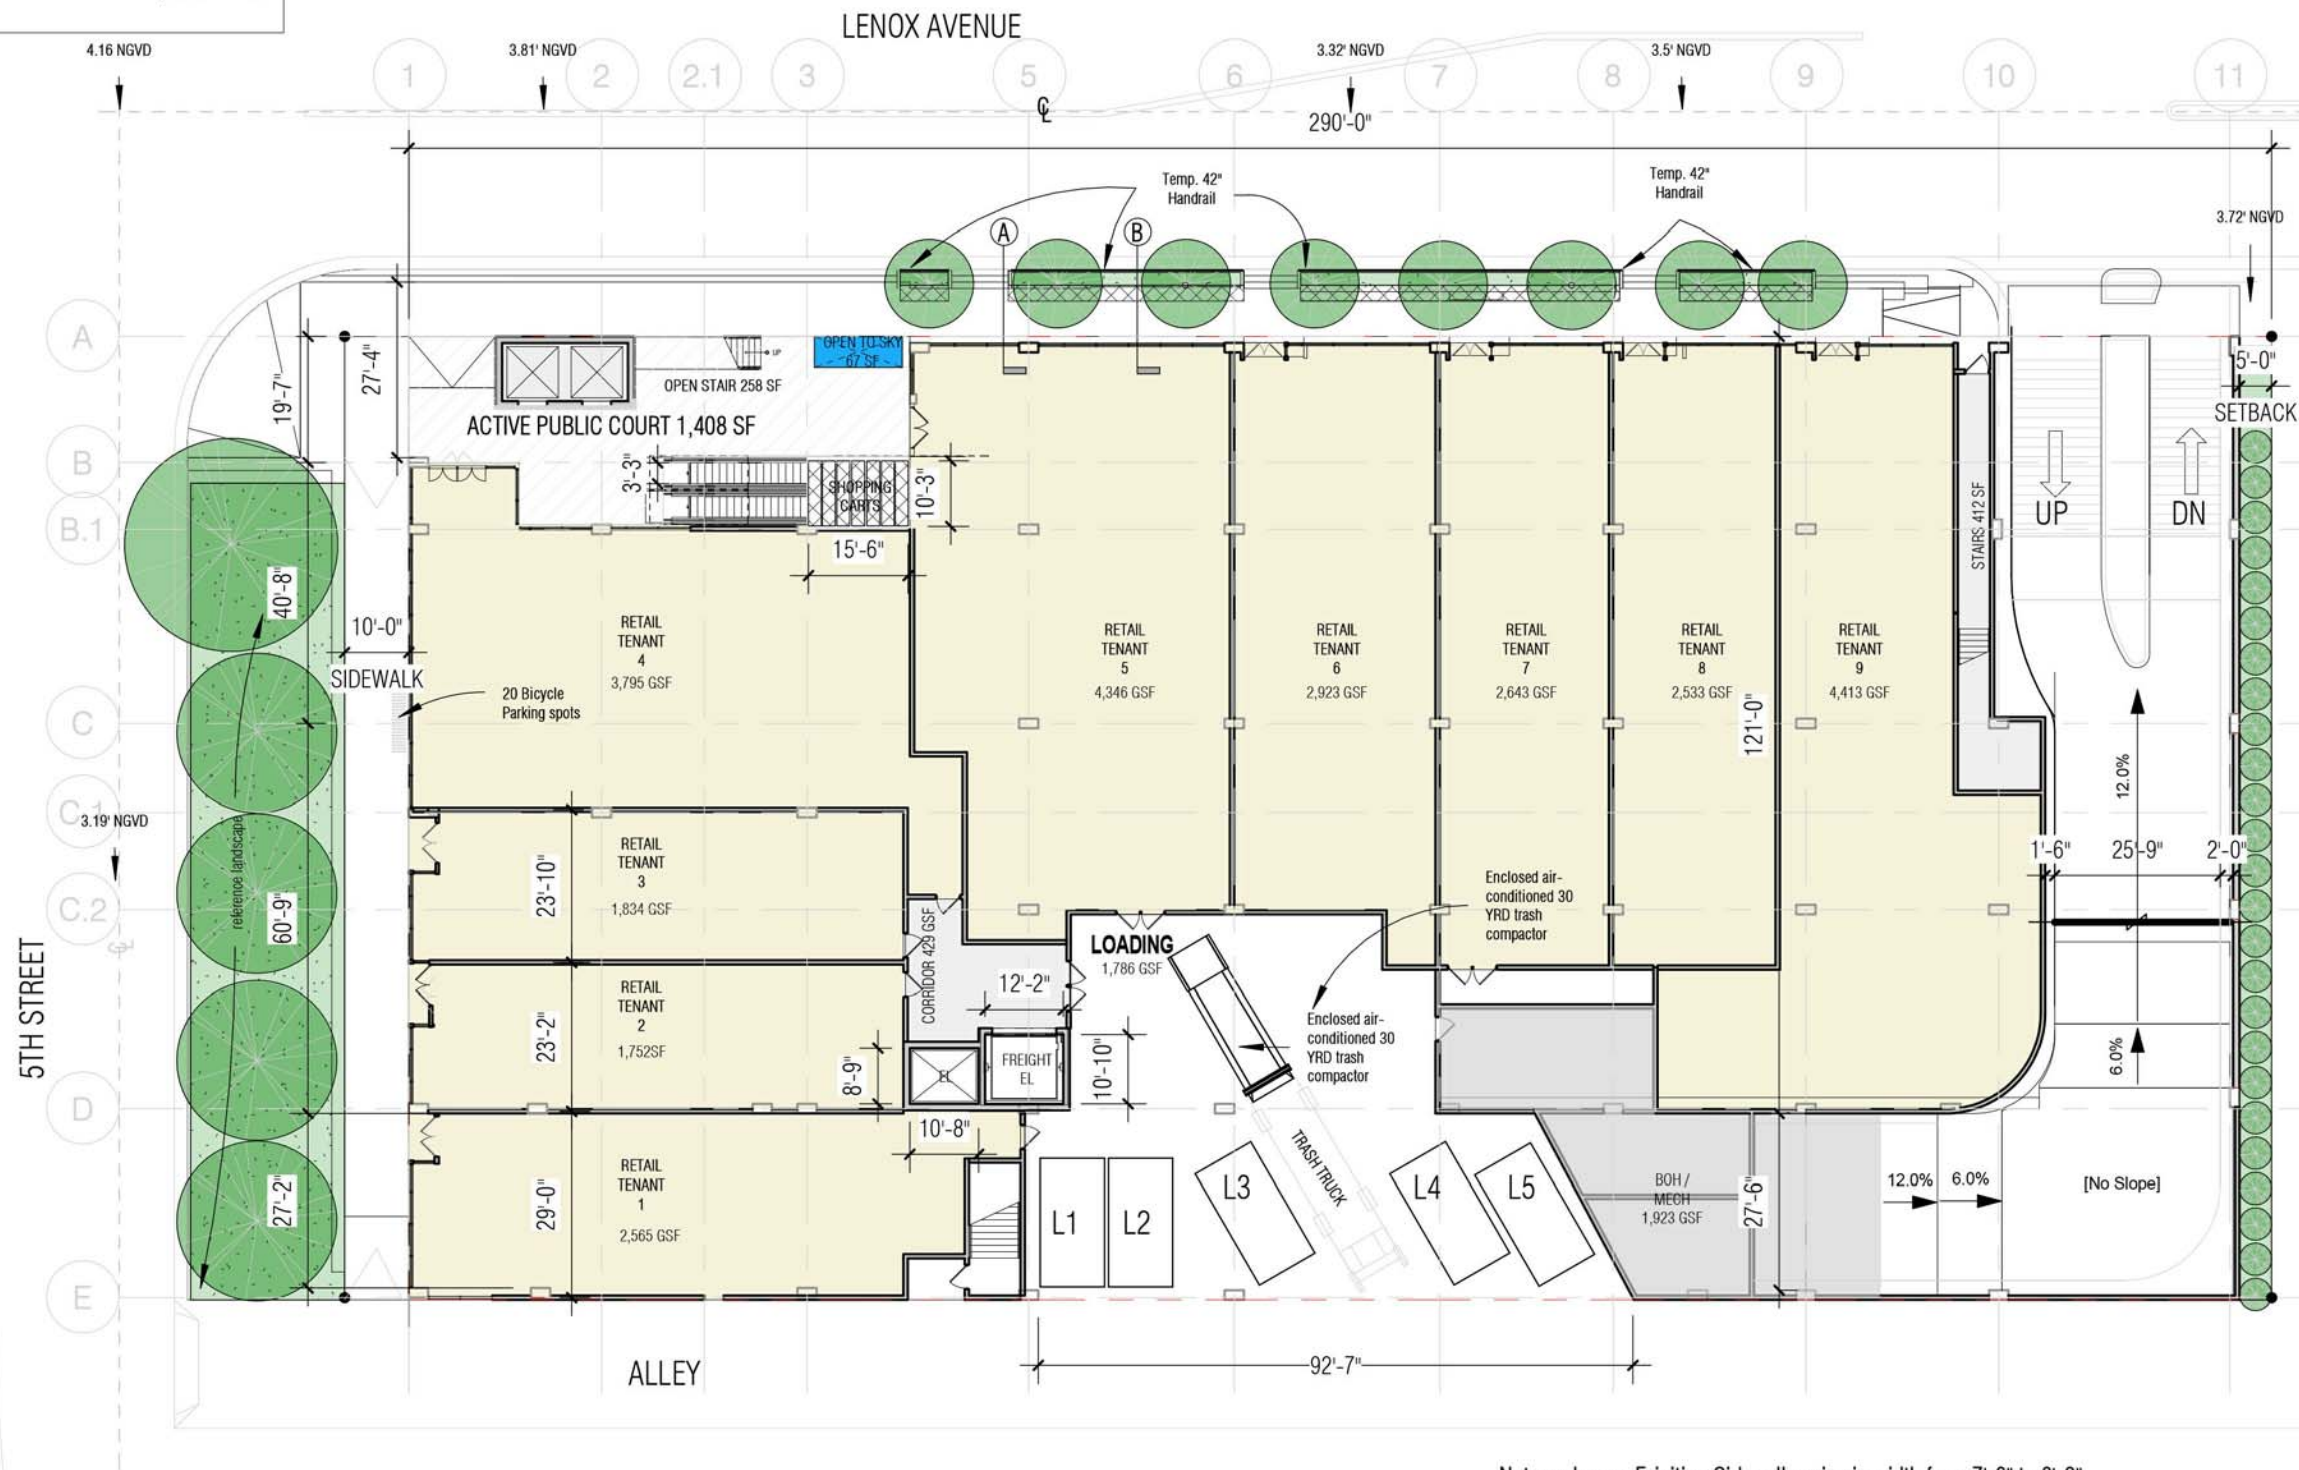 LENOX AVENUE
4.16 NGVD
3.81' NGVD
3.32' NGVD
3.5' NGVD
1
2
2.1
3
5
6
7
8
9
10
11
290'-0"
Temp. 42"
Handrail
Temp. 42"
Handrail
3.72' NGVD
A
B
A
B
B.1
C
C.1
C.2
D
E
3.19' NGVD
5TH STREET
19'-7"
27'-4"
OPEN TO SKY
67 SF
UP
OPEN STAIR 258 SF
ACTIVE PUBLIC COURT 1,408 SF
3'-3"
SHOPPING
CARTS
10'-3"
15'-6"
5'-0"
SETBACK
UP
DN
STAIRS 412 SF
40'-8"
10'-0"
SIDEWALK
20 Bicycle
Parking spots
reference landscape
60'-9"
27'-2"
RETAIL
TENANT
4
3,795 GSF
RETAIL
TENANT
5
4,346 GSF
RETAIL
TENANT
6
2,923 GSF
RETAIL
TENANT
7
2,643 GSF
RETAIL
TENANT
8
2,533 GSF
RETAIL
TENANT
9
4,413 GSF
121'-0"
12.0%
1'-6"
25'-9"
2'-0"
6.0%
RETAIL
TENANT
3
1,834 GSF
23'-10"
RETAIL
TENANT
2
1,752SF
23'-2"
8'-9"
RETAIL
TENANT
1
2,565 GSF
29'-0"
10'-8"
CORRIDOR 429 GSF
12'-2"
EL
FREIGHT
EL
10'-10"
LOADING
1,786 GSF
Enclosed air-
conditioned 30
YRD trash
compactor
Enclosed air-
conditioned 30
YRD trash
compactor
TRASH TRUCK
L1
L2
L3
L4
L5
BOH /
MECH
1,923 GSF
27'-6"
12.0%
6.0%
[No Slope]
ALLEY
92'-7"